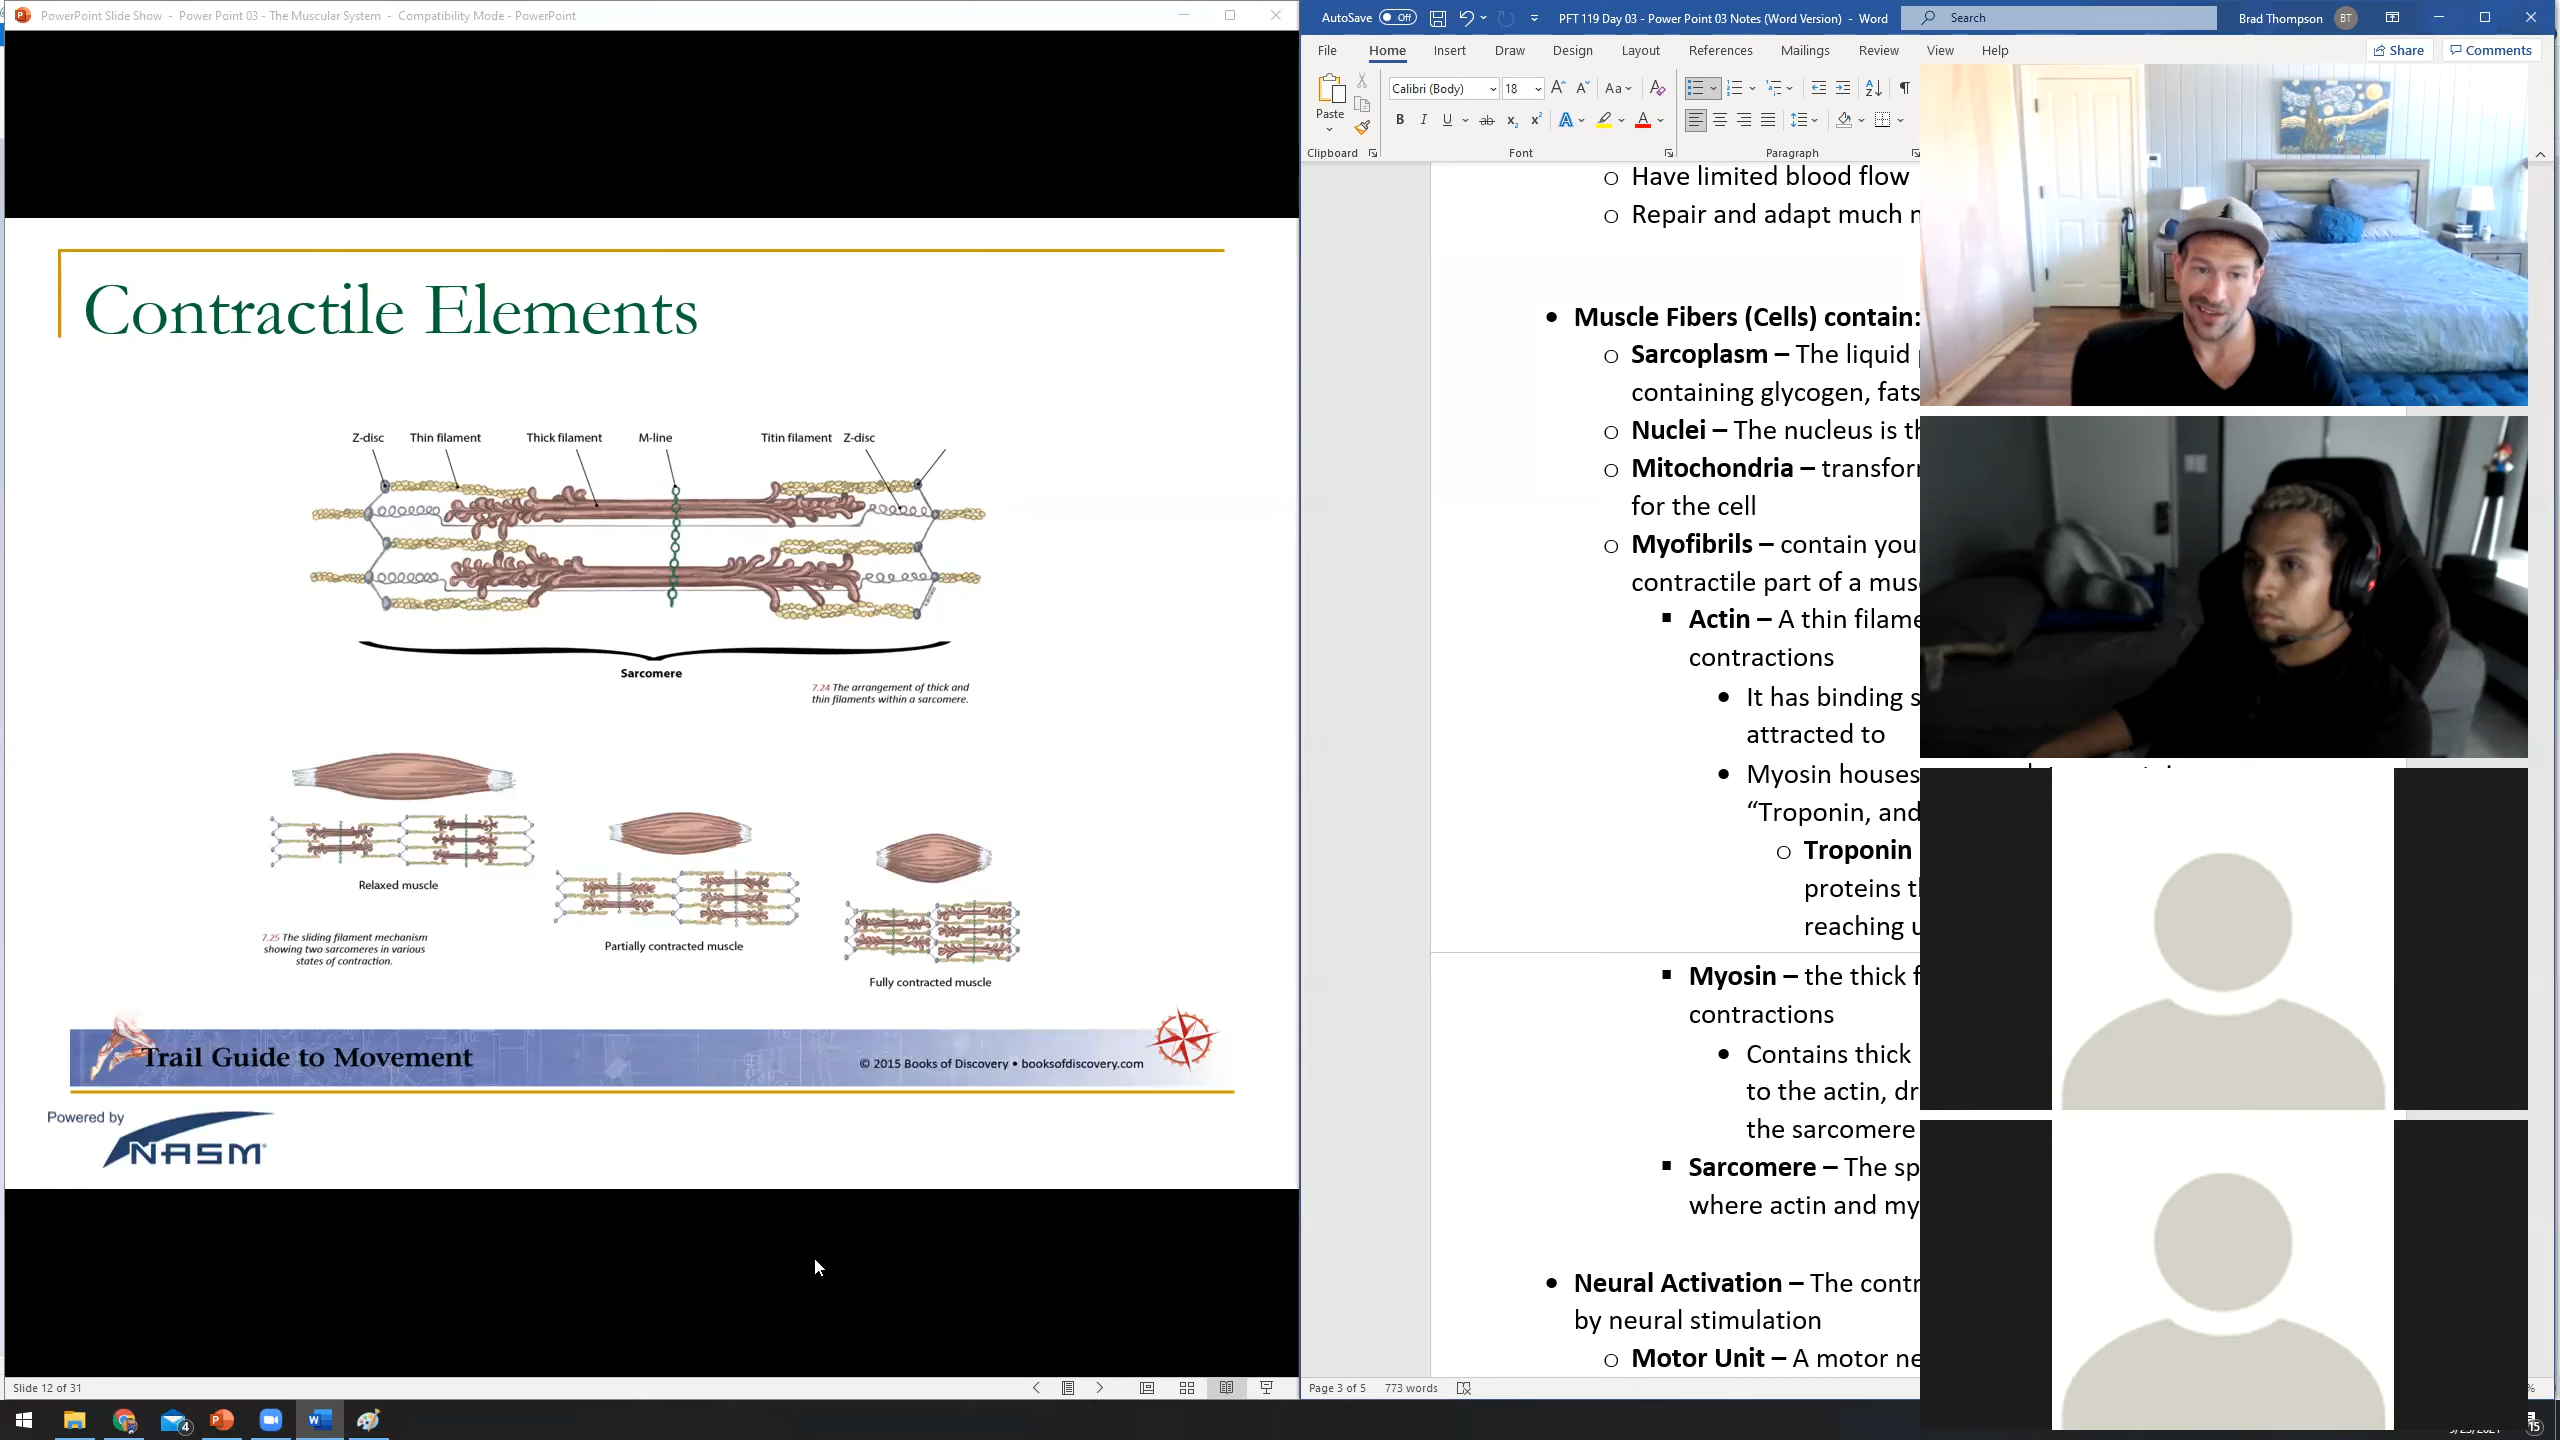 PowerPoint Slide Show - Power Point 03 - The Muscular System - Compatibility Mode - PowerPoint
Contractile Elements
Z-disc Thin filament Thick filament M-line Titin filament Z-disc
Sarcomere
7.24 The arrangement of thick and
thin filaments within a sarcomere.
Relaxed muscle
7.25 The sliding filament mechanism
showing two sarcomeres in various
states of contraction.
Partially contracted muscle
Fully contracted muscle
Trail Guide to Movement
© 2015 Books of Discovery • booksofdiscovery.com
Powered by
NASM
Slide 12 of 31
AutoSave Off PFT 119 Day 03 - Power Point 03 Notes (Word Version) - Word Search Brad Thompson BT
File Home Insert Draw Design Layout References Mailings Review View Help Share Comments
Paste
Calibri (Body) 18 Aa
B I U ab x₂ x² A A
Clipboard Font Paragraph
o Have limited blood flow
o Repair and adapt much
• Muscle Fibers (Cells) contain:
o Sarcoplasm – The liquid
containing glycogen, fats
o Nuclei – The nucleus is
o Mitochondria –
for the cell
o Myofibrils – contain
contractile part of a
▪ Actin – A thin
contractions
• It has binding
attracted to
• Myosin houses
“Troponin, and
o Troponin
proteins
reaching
▪ Myosin – the thick
contractions
• Contains thick
to the actin,
the sarcomere
▪ Sarcomere – The
where actin and
• Neural Activation – The
by neural stimulation
o Motor Unit – A motor
Page 3 of 5 773 words
4
15